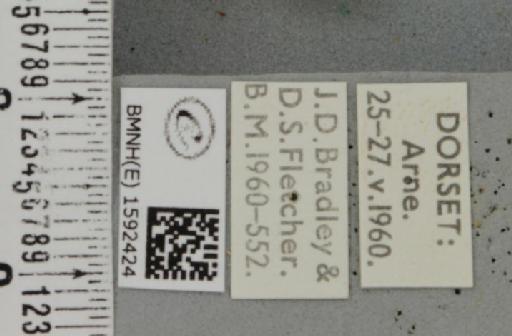 DORSET:
Arne.
25-27.v.1960.
J.D.Bradley &
D.S.Fletcher.
B.M.1960-552.
BMNH(E) 1592424